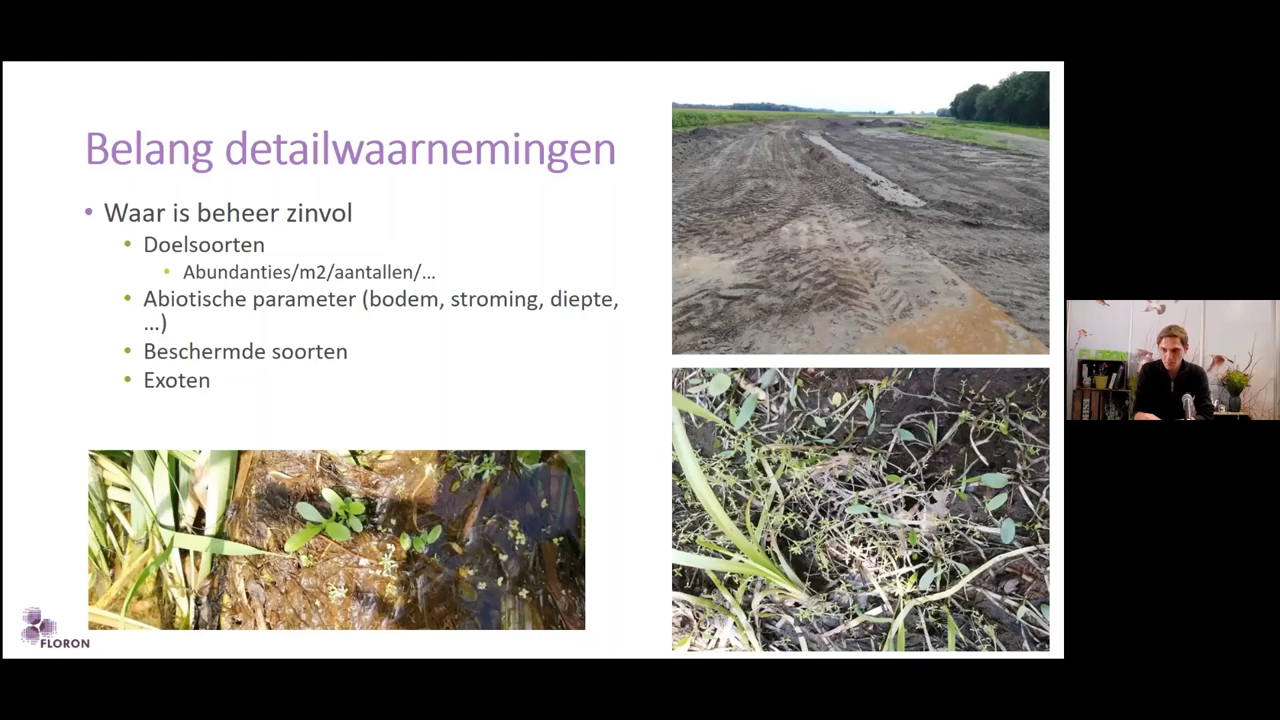 Belang detailwaarnemingen
• Waar is beheer zinvol
• Doelsoorten
• Abundanties/m2/aantallen/...
• Abiotische parameter (bodem, stroming, diepte,
...)
• Beschermde soorten
• Exoten
FLORON
FLORON